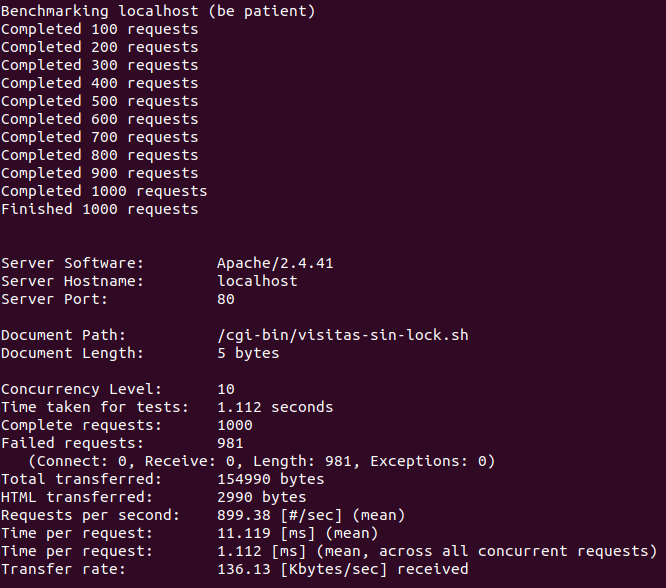 Benchmarking localhost (be patient)
Completed 100 requests
Completed 200 requests
Completed 300 requests
Completed 400 requests
Completed 500 requests
Completed 600 requests
Completed 700 requests
Completed 800 requests
Completed 900 requests
Completed 1000 requests
Finished 1000 requests
Server Software: Apache/2.4.41
Server Hostname: localhost
Server Port: 80
Document Path: /cgi-bin/visitas-sin-lock.sh
Document Length: 5 bytes
Concurrency Level: 10
Time taken for tests: 1.112 seconds
Complete requests: 1000
Failed requests: 981
(Connect: 0, Receive: 0, Length: 981, Exceptions: 0)
Total transferred: 154990 bytes
HTML transferred: 2990 bytes
Requests per second: 899.38 [#/sec] (mean)
Time per request: 11.119 [ms] (mean)
Time per request: 1.112 [ms] (mean, across all concurrent requests)
Transfer rate: 136.13 [Kbytes/sec] received